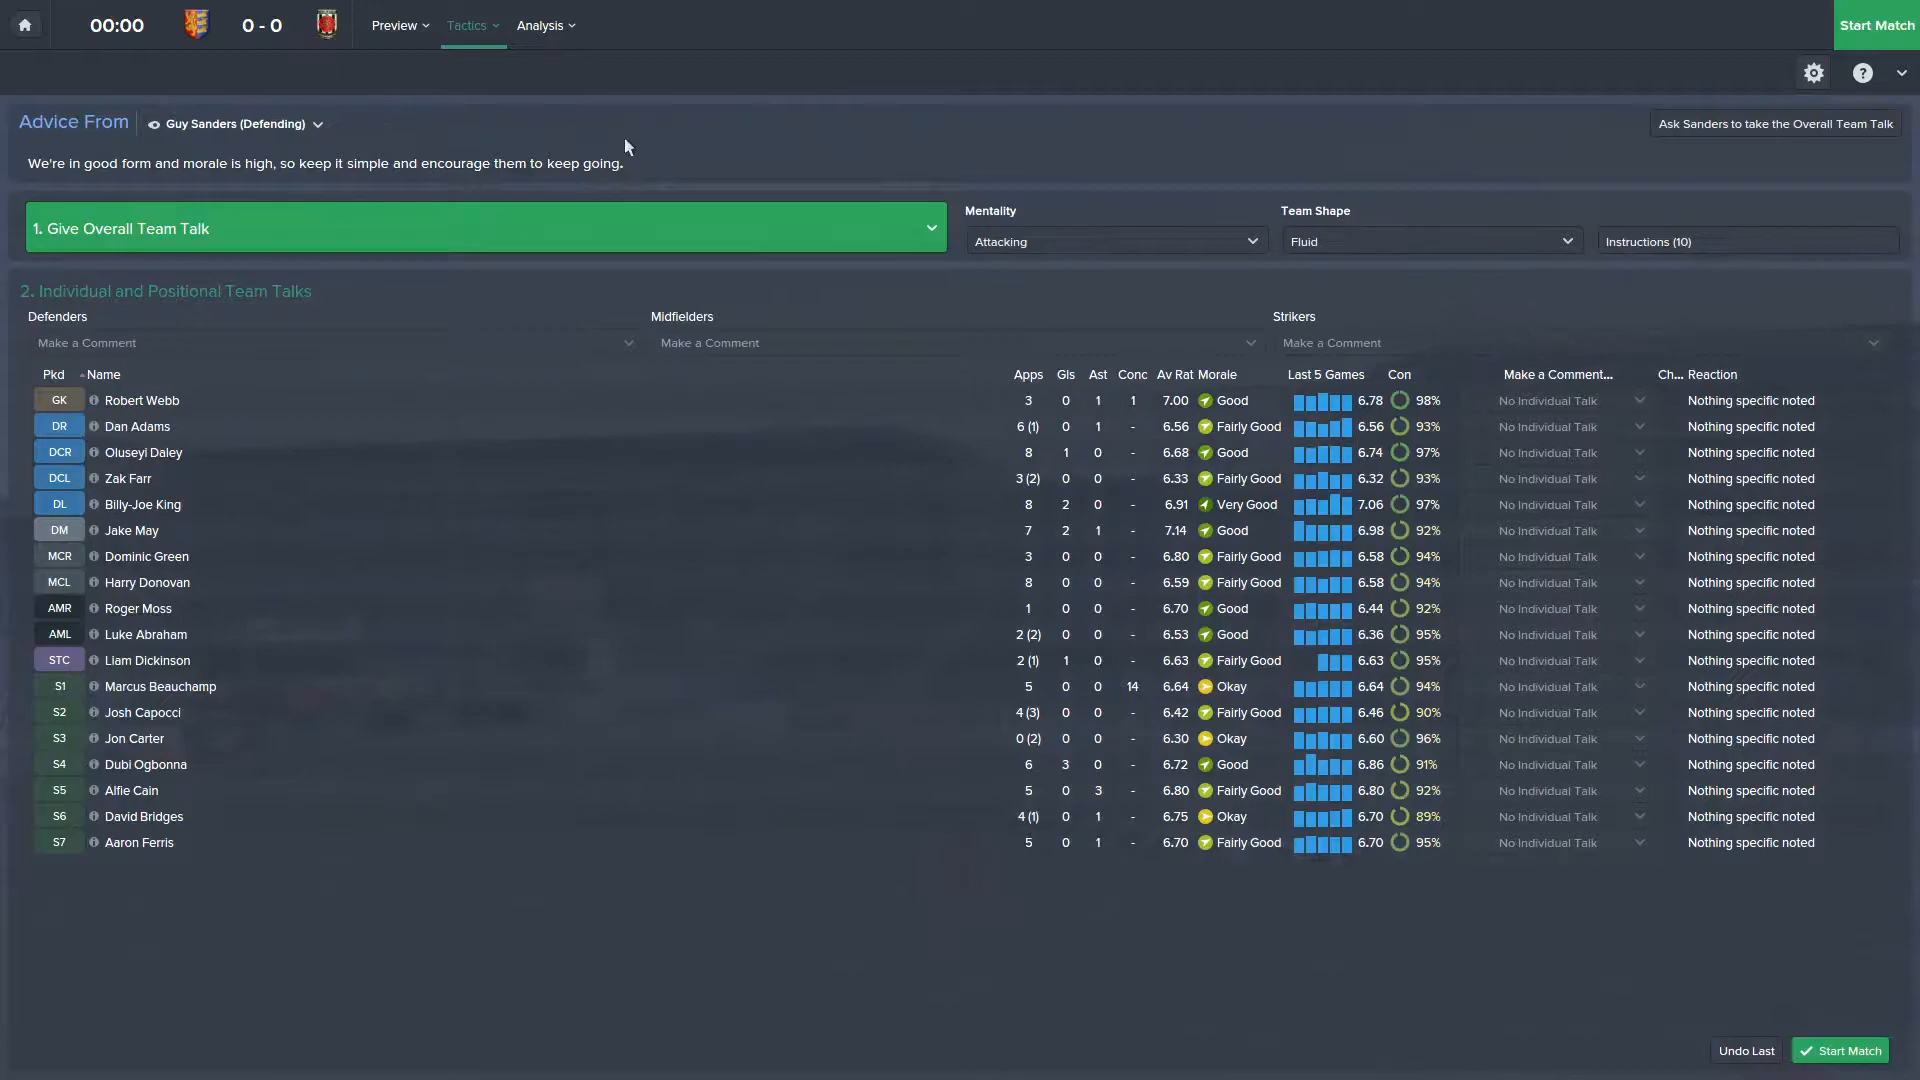 00:00 0 - 0 Preview Tactics Analysis Start Match
?
Advice From Guy Sanders (Defending) Ask Sanders to take the Overall Team Talk
We're in good form and morale is high, so keep it simple and encourage them to keep going.
Mentality Team Shape
1. Give Overall Team Talk Attacking Fluid Instructions (10)
2. Individual and Positional Team Talks
Defenders Midfielders Strikers
Make a Comment Make a Comment Make a Comment
Pkd Name Apps Gls Ast Conc Av Rat Morale Last 5 Games Con Make a Comment... Ch... Reaction
GK Robert Webb 3 0 1 1 7.00 Good 6.78 98% No Individual Talk Nothing specific noted
DR Dan Adams 6 (1) 0 1 - 6.56 Fairly Good 6.56 93% No Individual Talk Nothing specific noted
DCR Oluseyi Daley 8 1 0 - 6.68 Good 6.74 97% No Individual Talk Nothing specific noted
DCL Zak Farr 3 (2) 0 0 - 6.33 Fairly Good 6.32 93% No Individual Talk Nothing specific noted
DL Billy-Joe King 8 2 0 - 6.91 Very Good 7.06 97% No Individual Talk Nothing specific noted
DM Jake May 7 2 1 - 7.14 Good 6.98 92% No Individual Talk Nothing specific noted
MCR Dominic Green 3 0 0 - 6.80 Fairly Good 6.58 94% No Individual Talk Nothing specific noted
MCL Harry Donovan 8 0 0 - 6.59 Fairly Good 6.58 94% No Individual Talk Nothing specific noted
AMR Roger Moss 1 0 0 - 6.70 Good 6.44 92% No Individual Talk Nothing specific noted
AML Luke Abraham 2 (2) 0 0 - 6.53 Good 6.36 95% No Individual Talk Nothing specific noted
STC Liam Dickinson 2 (1) 1 0 - 6.63 Fairly Good 6.63 95% No Individual Talk Nothing specific noted
S1 Marcus Beauchamp 5 0 0 14 6.64 Okay 6.64 94% No Individual Talk Nothing specific noted
S2 Josh Capocci 4 (3) 0 0 - 6.42 Fairly Good 6.46 90% No Individual Talk Nothing specific noted
S3 Jon Carter 0 (2) 0 0 - 6.30 Okay 6.60 96% No Individual Talk Nothing specific noted
S4 Dubi Ogbonna 6 3 0 - 6.72 Good 6.86 91% No Individual Talk Nothing specific noted
S5 Alfie Cain 5 0 3 - 6.80 Fairly Good 6.80 92% No Individual Talk Nothing specific noted
S6 David Bridges 4 (1) 0 1 - 6.75 Okay 6.70 89% No Individual Talk Nothing specific noted
S7 Aaron Ferris 5 0 1 - 6.70 Fairly Good 6.70 95% No Individual Talk Nothing specific noted
Undo Last Start Match